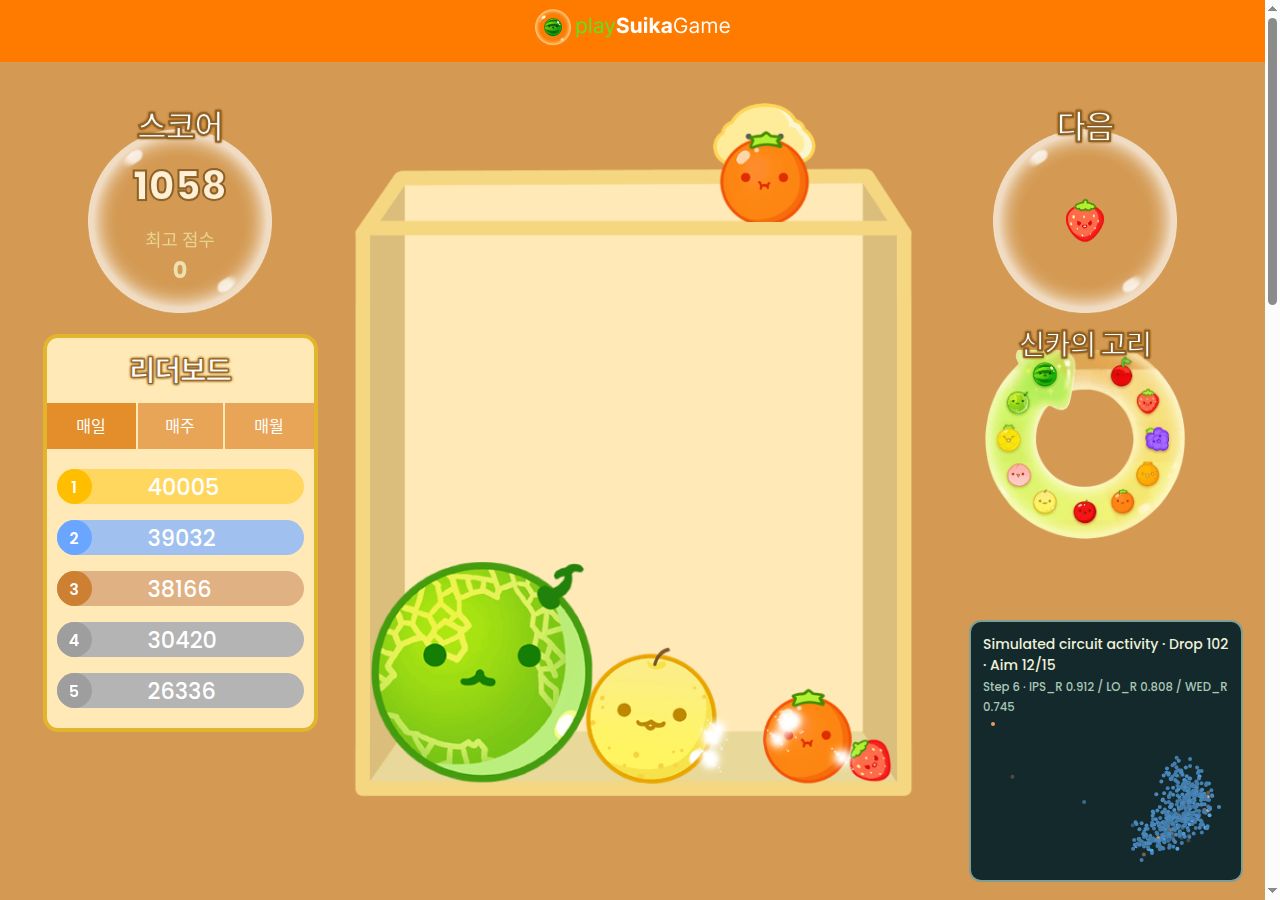 playSuikaGame
스코어
1058
최고 점수
0
다음
리더보드
매일 매주 매월
1 40005
2 39032
3 38166
4 30420
5 26336
신카의 고리
Simulated circuit activity · Drop 102
· Aim 12/15
Step 6 · IPS_R 0.912 / LO_R 0.808 / WED_R
0.745